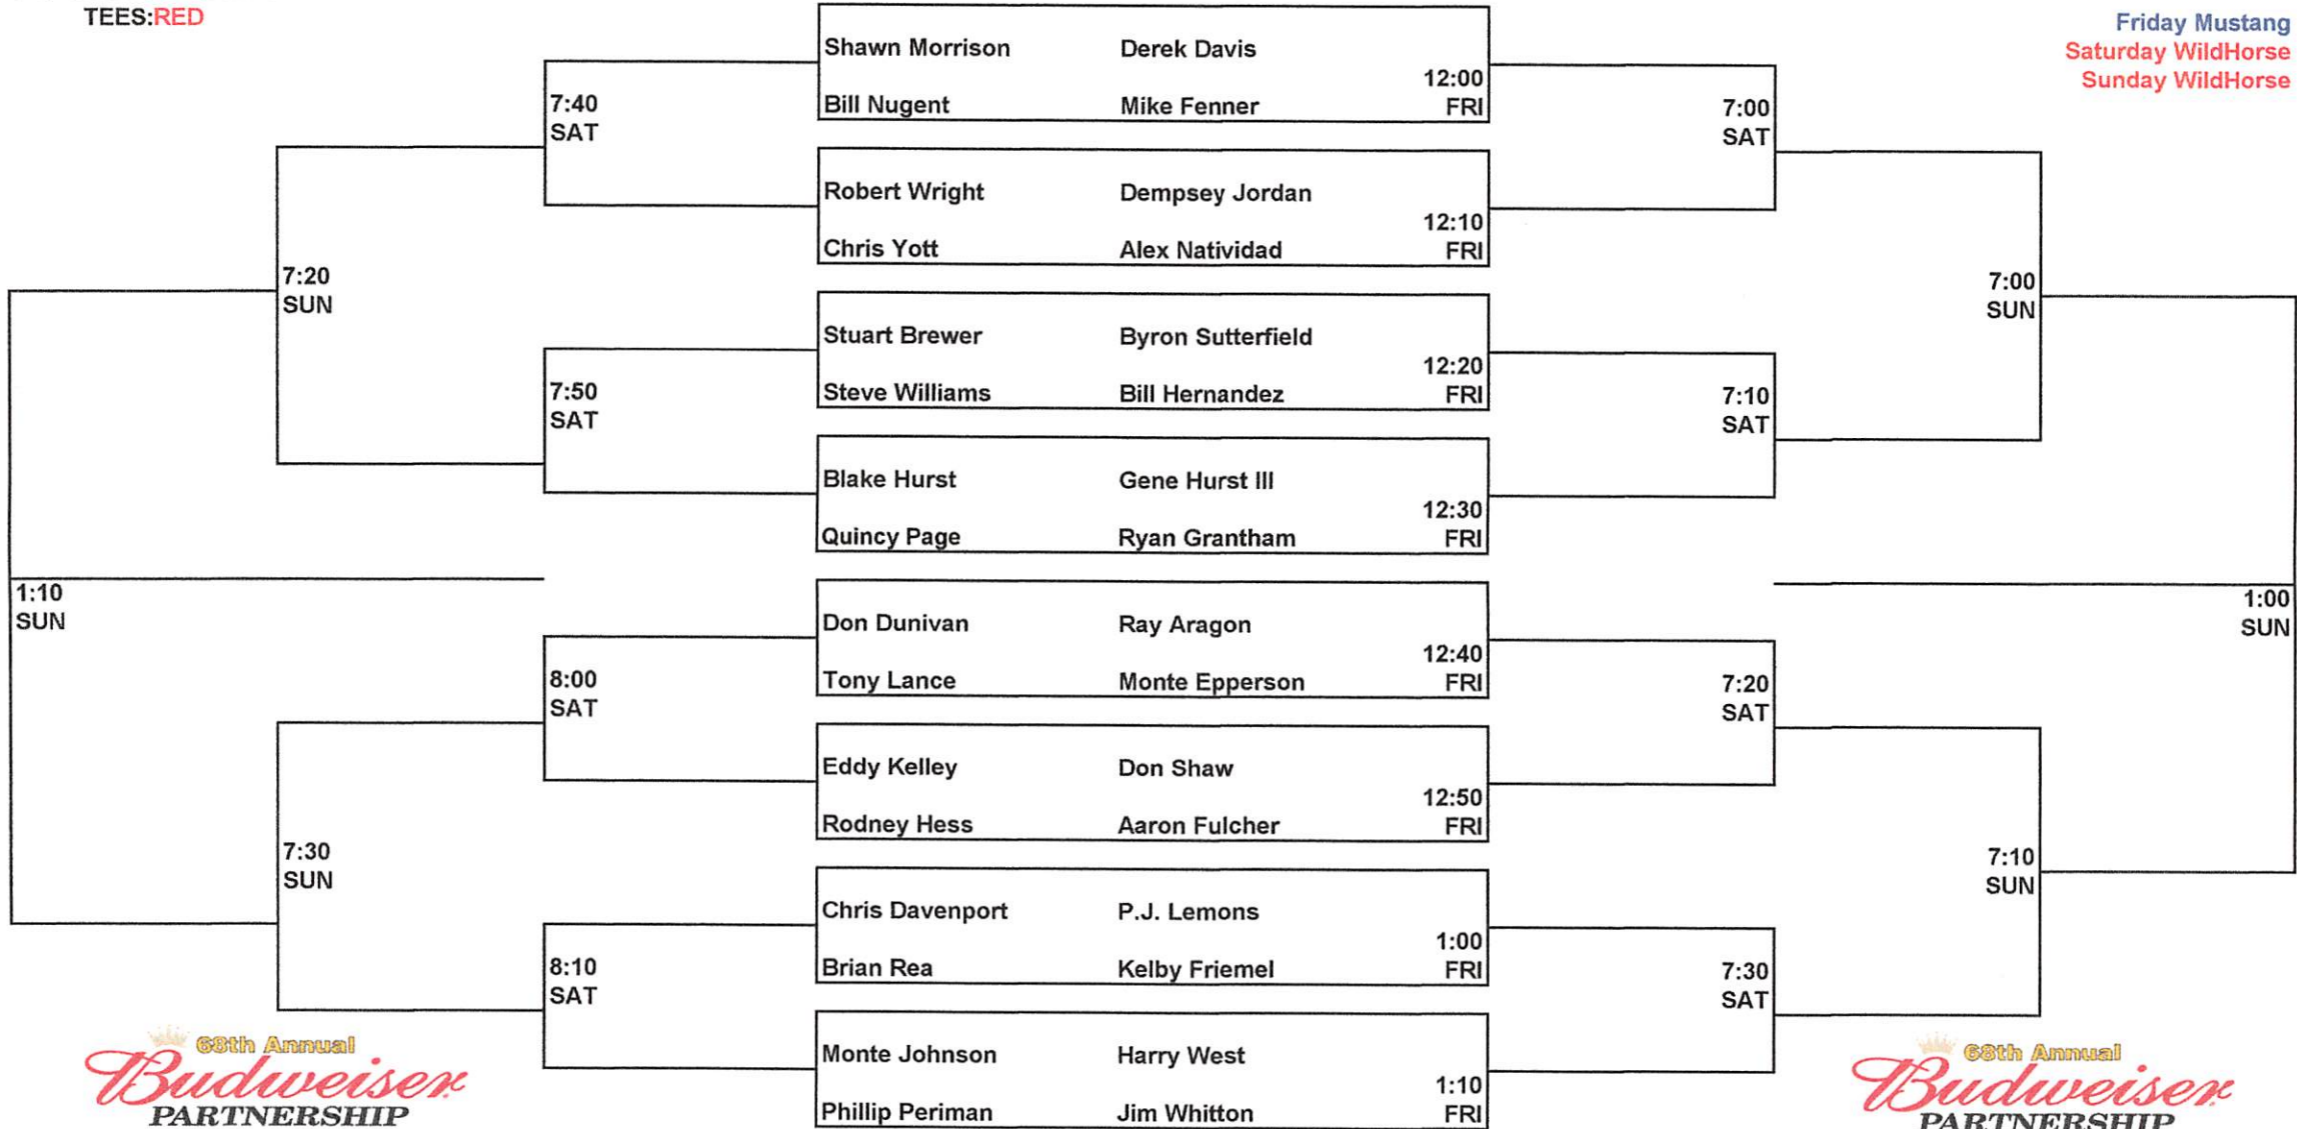 TEES:RED
Friday Mustang
Saturday WildHorse
Sunday WildHorse
Shawn Morrison Derek Davis
12:00
Bill Nugent Mike Fenner FRI
7:40
SAT
7:00
SAT
Robert Wright Dempsey Jordan
12:10
Chris Yott Alex Natividad FRI
7:20
SUN
7:00
SUN
Stuart Brewer Byron Sutterfield
12:20
Steve Williams Bill Hernandez FRI
7:50
SAT
7:10
SAT
Blake Hurst Gene Hurst III
12:30
Quincy Page Ryan Grantham FRI
1:10
SUN
1:00
SUN
Don Dunivan Ray Aragon
12:40
Tony Lance Monte Epperson FRI
8:00
SAT
7:20
SAT
Eddy Kelley Don Shaw
12:50
Rodney Hess Aaron Fulcher FRI
7:30
SUN
7:10
SUN
Chris Davenport P.J. Lemons
1:00
Brian Rea Kelby Friemel FRI
8:10
SAT
7:30
SAT
Monte Johnson Harry West
1:10
Phillip Periman Jim Whitton FRI
68th Annual
Budweiser
PARTNERSHIP
68th Annual
Budweiser
PARTNERSHIP